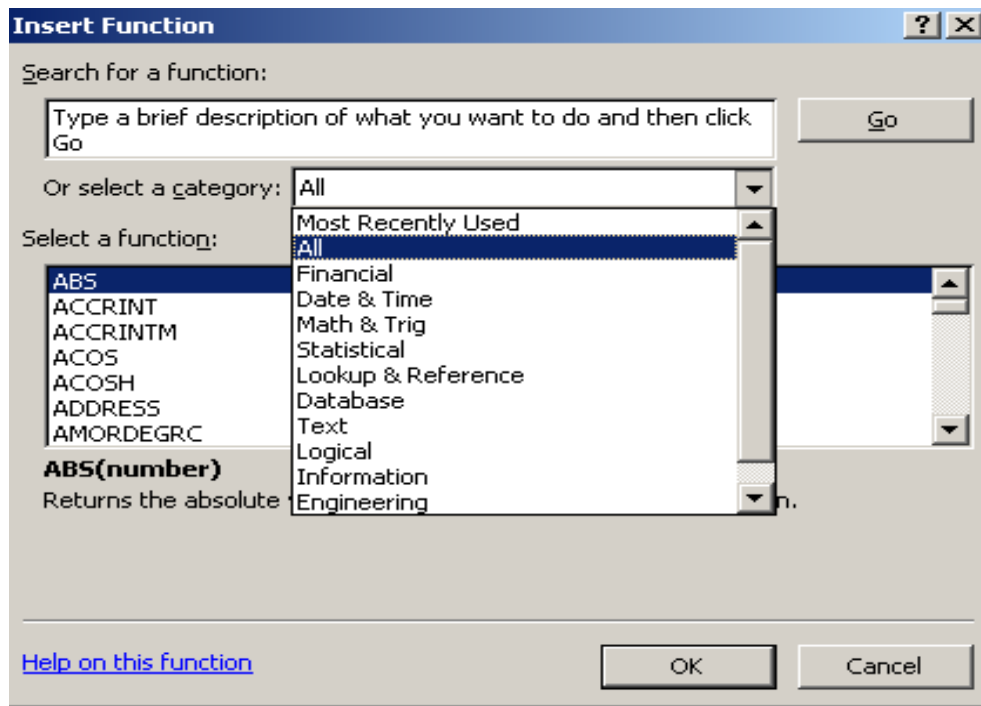 Insert Function
Search for a function:
Type a brief description of what you want to do and then click
Go
Go
Or select a category: All
Most Recently Used
All
Financial
Date & Time
Math & Trig
Statistical
Lookup & Reference
Database
Text
Logical
Information
Engineering
Select a function:
ABS
ACCRINT
ACCRINTM
ACOS
ACOSH
ADDRESS
AMORDEGRC
ABS(number)
Returns the absolute
Help on this function
OK
Cancel